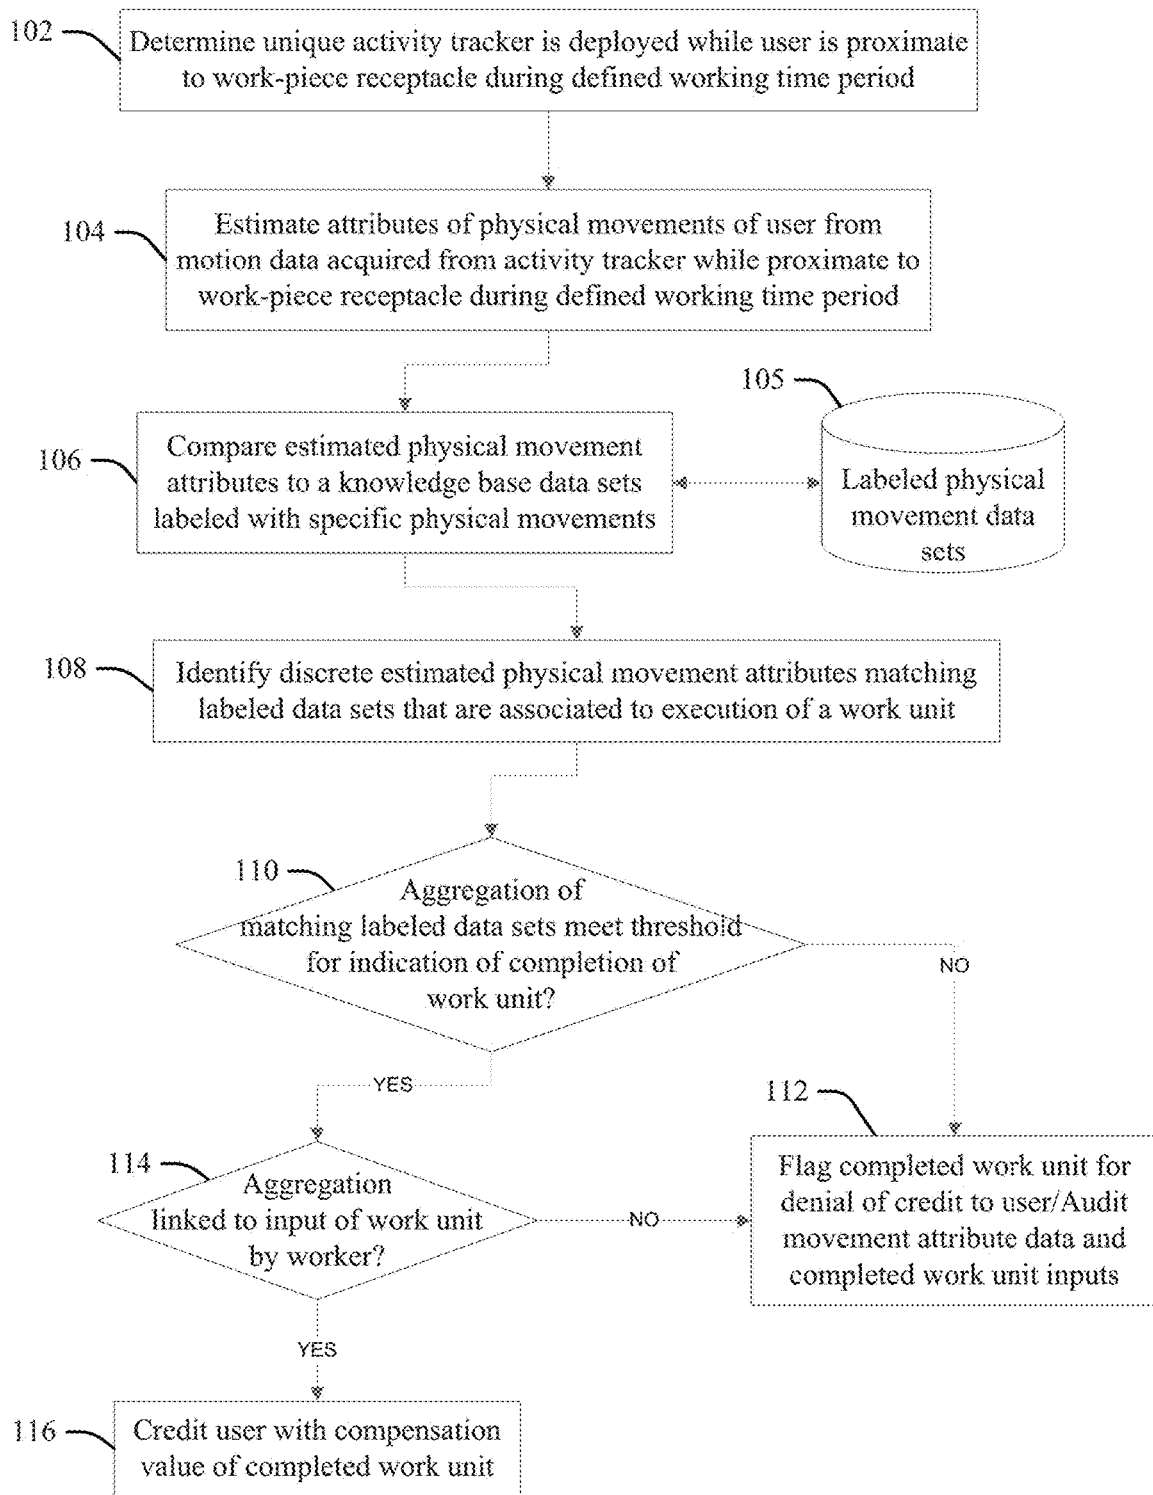 102
Determine unique activity tracker is deployed while user is proximate
to work-piece receptacle during defined working time period
104
Estimate attributes of physical movements of user from
motion data acquired from activity tracker while proximate to
work-piece receptacle during defined working time period
105
106
Compare estimated physical movement
attributes to a knowledge base data sets
labeled with specific physical movements
Labeled physical
movement data
sets
108
Identify discrete estimated physical movement attributes matching
labeled data sets that are associated to execution of a work unit
110
Aggregation of
matching labeled data sets meet threshold
for indication of completion of
work unit?
NO
YES
112
114
Aggregation
linked to input of work unit
by worker?
NO
Flag completed work unit for
denial of credit to user/Audit
movement attribute data and
completed work unit inputs
YES
116
Credit user with compensation
value of completed work unit